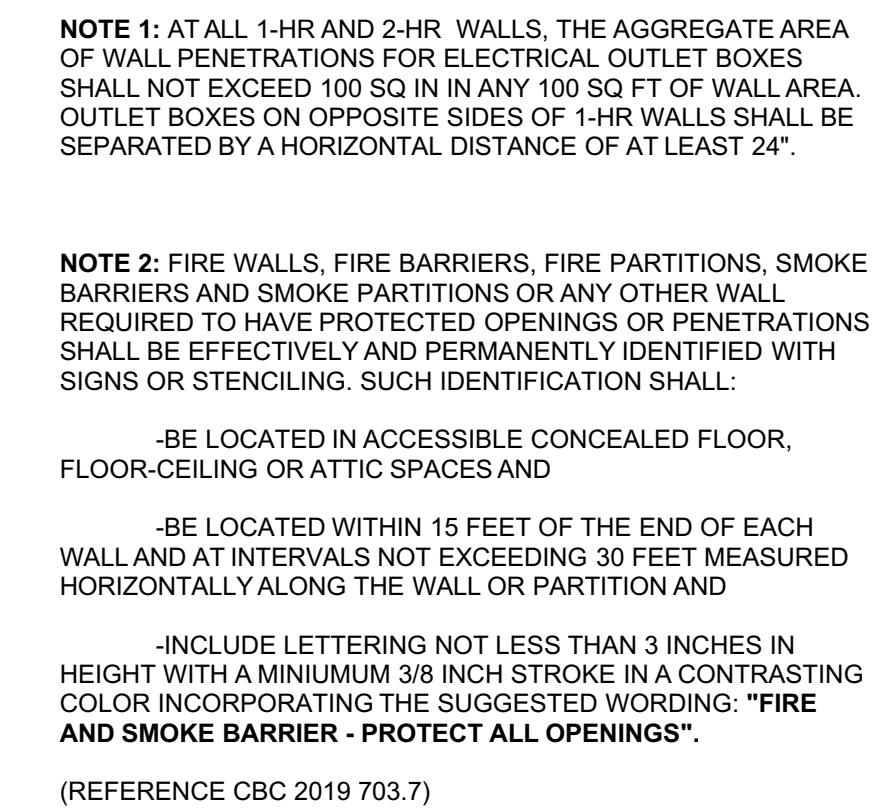 NOTE 1: AT ALL 1-HR AND 2-HR WALLS, THE AGGREGATE AREA
OF WALL PENETRATIONS FOR ELECTRICAL OUTLET BOXES
SHALL NOT EXCEED 100 SQ IN IN ANY 100 SQ FT OF WALL AREA.
OUTLET BOXES ON OPPOSITE SIDES OF 1-HR WALLS SHALL BE
SEPARATED BY A HORIZONTAL DISTANCE OF AT LEAST 24".
NOTE 2: FIRE WALLS, FIRE BARRIERS, FIRE PARTITIONS, SMOKE
BARRIERS AND SMOKE PARTITIONS OR ANY OTHER WALL
REQUIRED TO HAVE PROTECTED OPENINGS OR PENETRATIONS
SHALL BE EFFECTIVELY AND PERMANENTLY IDENTIFIED WITH
SIGNS OR STENCILING. SUCH IDENTIFICATION SHALL:
-BE LOCATED IN ACCESSIBLE CONCEALED FLOOR,
FLOOR-CEILING OR ATTIC SPACES AND
-BE LOCATED WITHIN 15 FEET OF THE END OF EACH
WALL AND AT INTERVALS NOT EXCEEDING 30 FEET MEASURED
HORIZONTALLY ALONG THE WALL OR PARTITION AND
-INCLUDE LETTERING NOT LESS THAN 3 INCHES IN
HEIGHT WITH A MINIUMUM 3/8 INCH STROKE IN A CONTRASTING
COLOR INCORPORATING THE SUGGESTED WORDING: "FIRE
AND SMOKE BARRIER - PROTECT ALL OPENINGS".
(REFERENCE CBC 2019 703.7)